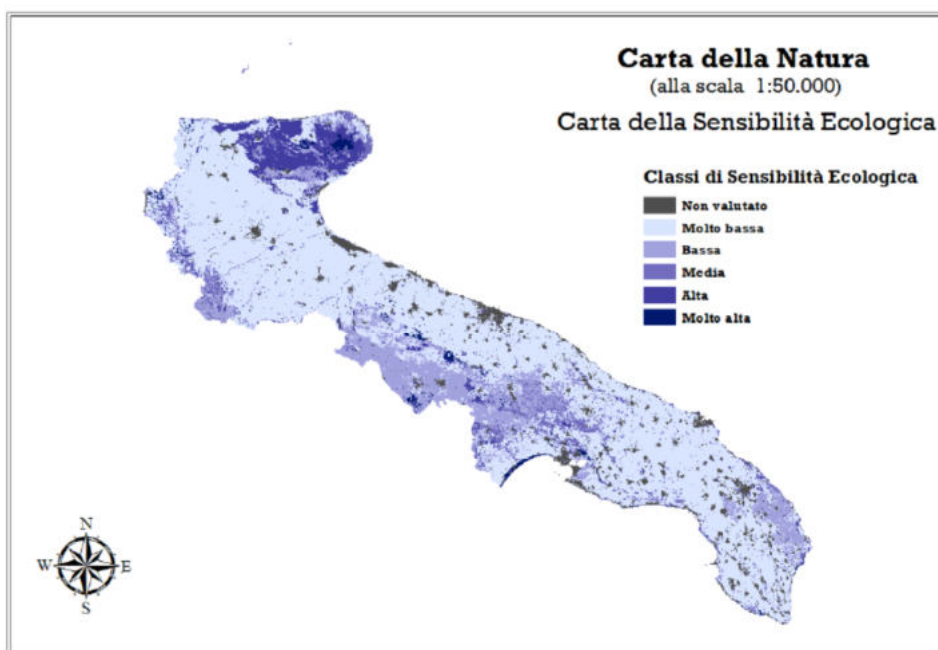 Carta della Natura
(alla scala 1:50.000)
Carta della Sensibilità Ecologica
Classi di Sensibilità Ecologica
Non valutato
Molto bassa
Bassa
Media
Alta
Molto alta
N
W E
S